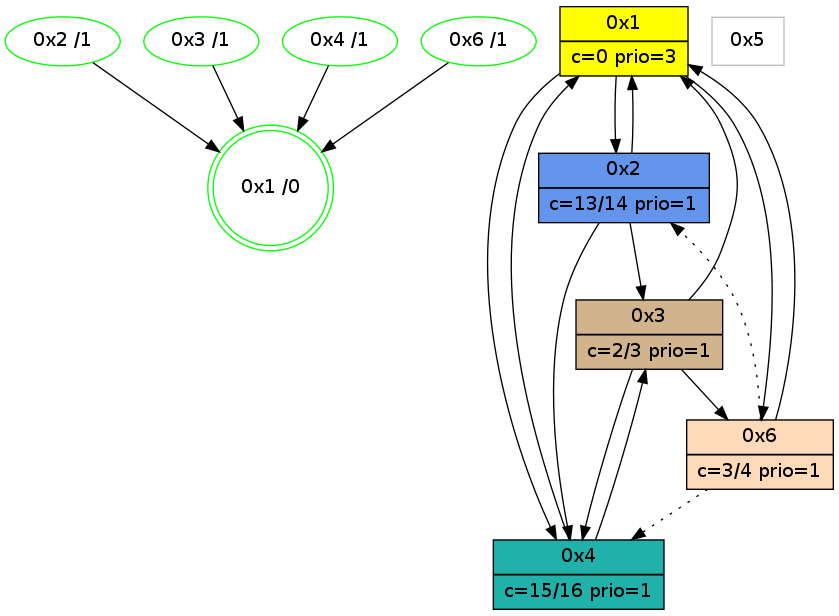 0x2 /1
0x3 /1
0x4 /1
0x6 /1
0x1
c=0 prio=3
0x5
0x1 /0
0x2
c=13/14 prio=1
0x3
c=2/3 prio=1
0x6
c=3/4 prio=1
0x4
c=15/16 prio=1